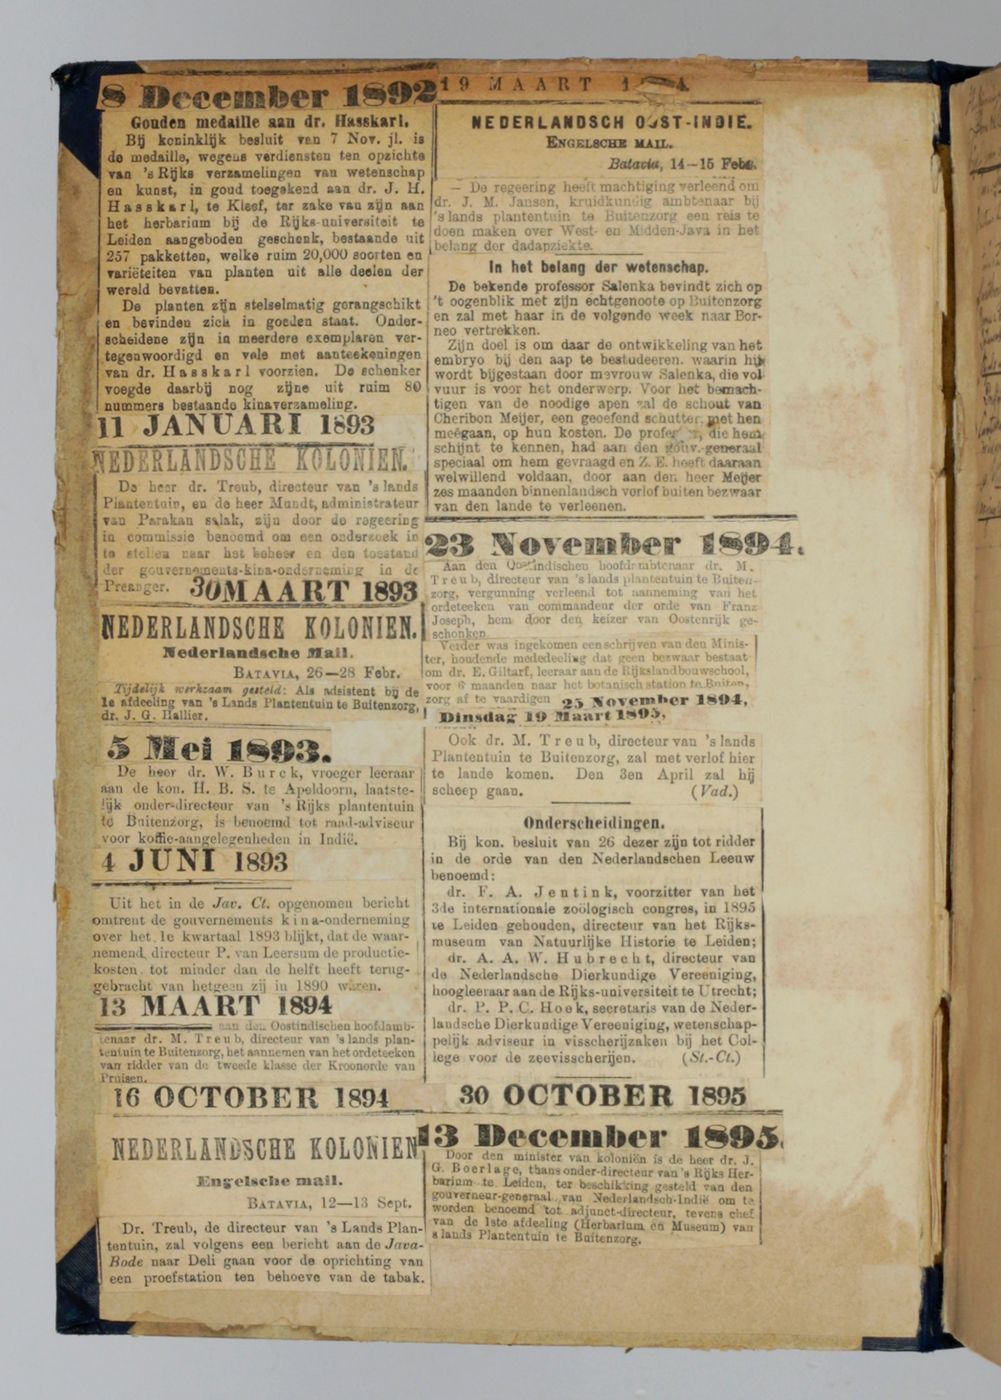 8 December 1892
Gouden medaille aan dr. Hasskarl.
Bij koninklijk besluit van 7 Nov. jl. is
de medaille, wegens verdiensten ten opzichte
van 's Rijks verzamelingen van wetenschap
en kunst, in goud toegekend aan dr. J. H.
Hasskarl, te Kleef, ter zake van zijn aan
het herbarium bij de Rijks-universiteit te
Leiden aangeboden geschenk, bestaande uit
257 pakketten, welke ruim 20,000 soorten en
variëteiten van planten uit alle deelen der
wereld bevatten.
De planten zijn stelselmatig gerangschikt
en bevinden zich in goeden staat. Onder-
scheidene zijn in meerdere exemplaren ver-
tegenwoordigd en vele met aanteekeningen
van dr. Hasskarl voorzien. De schenker
voegde daarbij nog zijne uit ruim 80
nummers bestaande kinaverzameling.
11 JANUARI 1893
NEDERLANDSCHE KOLONIEN.
De heer dr. Treub, directeur van 's lands
Plantentuin, en de heer Mundt, administrateur
van Parakan salak, zijn door de regeering
in commissie benoemd om een onderzoek in
te stellen naar het beheer en den toestand
der gouvernements-kina-onderneming in de
Preanger.
30 MAART 1893
NEDERLANDSCHE KOLONIEN.
Nederlandsche Mail.
BATAVIA, 26—28 Febr.
Tijdelijk werkzaam gesteld: Als adsistent bij de
1e afdeeling van 's Lands Plantentuin te Buitenzorg,
dr. J. G. Hallier.
5 Mei 1893.
De heer dr. W. Burck, vroeger leeraar
aan de kon. H. B. S. te Apeldoorn, laatste-
lijk onder-directeur van 's Rijks plantentuin
te Buitenzorg, is benoemd tot raad-adviseur
voor koffie-aangelegenheden in Indië.
4 JUNI 1893
Uit het in de Jav. Ct. opgenomen bericht
omtrent de gouvernements kina-onderneming
over het 1e kwartaal 1893 blijkt, dat de waar-
nemend directeur P. van Leersum de productie-
kosten tot minder dan de helft heeft terug-
gebracht van hetgeen zij in 1890 waren.
13 MAART 1894
aan den Oostindischen hoofdamb-
tenaar dr. M. Treub, directeur van 's lands plan-
tentuin te Buitenzorg, het aannemen van het ordeteeken
van ridder van de tweede klasse der Kroonorde van
Pruisen.
16 OCTOBER 1894
NEDERLANDSCHE KOLONIEN
Engelsche mail.
BATAVIA, 12—13 Sept.
Dr. Treub, de directeur van 's Lands Plan-
tentuin, zal volgens een bericht aan de Java-
Bode naar Deli gaan voor de oprichting van
een proefstation ten behoeve van de tabak.
19 MAART
NEDERLANDSCH OOST-INDIE.
ENGELSCHE MAIL.
Batavia, 14—15 Febr.
— De regeering heeft machtiging verleend om
dr. J. M. Janson, kruidkundig ambtenaar bij
's lands plantentuin te Buitenzorg een reis te
doen maken over West- en Midden-Java in het
belang der dadapziekte.
In het belang der wetenschap.
De bekende professor Salenka bevindt zich op
't oogenblik met zijn echtgenoote op Buitenzorg
en zal met haar in de volgende week naar Bor-
neo vertrekken.
Zijn doel is om daar de ontwikkeling van het
embryo bij den aap te bestudeeren. waarin hij
wordt bijgestaan door mevrouw Salenka, die vol
vuur is voor het onderwerp. Voor het bemach-
tigen van de noodige apen zal de schout van
Cheribon Meijer, een geoefend schutter, met hen
meêgaan, op hun kosten. De die hem
schijnt te kennen, had aan den gouv.-generaal
speciaal om hem gevraagd en Z. E. heeft daaraan
welwillend voldaan, door aan den heer Meijer
zes maanden binnenlandsch verlof buiten bezwaar
van den lande te verleenen.
23 November 1894.
Aan den Oostindischen hoofdambtenaar dr. M.
Treub, directeur van 's lands plantentuin te Buiten-
zorg, vergunning verleend tot aanneming van het
ordeteeken van commandeur der orde van Franz
Joseph, hem door den keizer van Oostenrijk ge-
schonken.
Verder was ingekomen een schrijven van den Minis-
ter, houdende mededeeling dat geen bezwaar bestaat
om dr. E. Giltarf, leeraar aan de Rijkslandbouwschool,
voor 6 maanden naar het botanisch station te Buiten-
zorg af te vaardigen
25 November 1894,
Dinsdag 19 Maart 1895,
Ook dr. M. Treub, directeur van 's lands
Plantentuin te Buitenzorg, zal met verlof hier
te lande komen. Den 3en April zal hij
scheep gaan. (Vad.)
Onderscheidingen.
Bij kon. besluit van 26 dezer zijn tot ridder
in de orde van den Nederlandschen Leeuw
benoemd:
dr. F. A. Jentink, voorzitter van het
3de internationale zoölogisch congres, in 1895
te Leiden gehouden, directeur van het Rijks-
museum van Natuurlijke Historie te Leiden;
dr. A. A. W. Hubrecht, directeur van
de Nederlandsche Dierkundige Vereeniging,
hoogleeraar aan de Rijks-universiteit te Utrecht;
dr. P. P. C. Hoek, secretaris van de Neder-
landsche Dierkundige Vereeniging, wetenschap-
pelijk adviseur in visscherijzaken bij het Col-
lege voor de zeevisscherijen. (St.-Ct.)
30 OCTOBER 1895
13 December 1895.
Door den minister van koloniën is de heer dr. J.
G. Boerlage, thans onder-directeur van 's Rijks Her-
barium te Leiden, ter beschikking gesteld van den
gouverneur-generaal van Nederlandsch-Indië om te
worden benoemd tot adjunct-directeur, tevens chef
van de 1ste afdeeling (Herbarium en Museum) van
's lands Plantentuin te Buitenzorg.